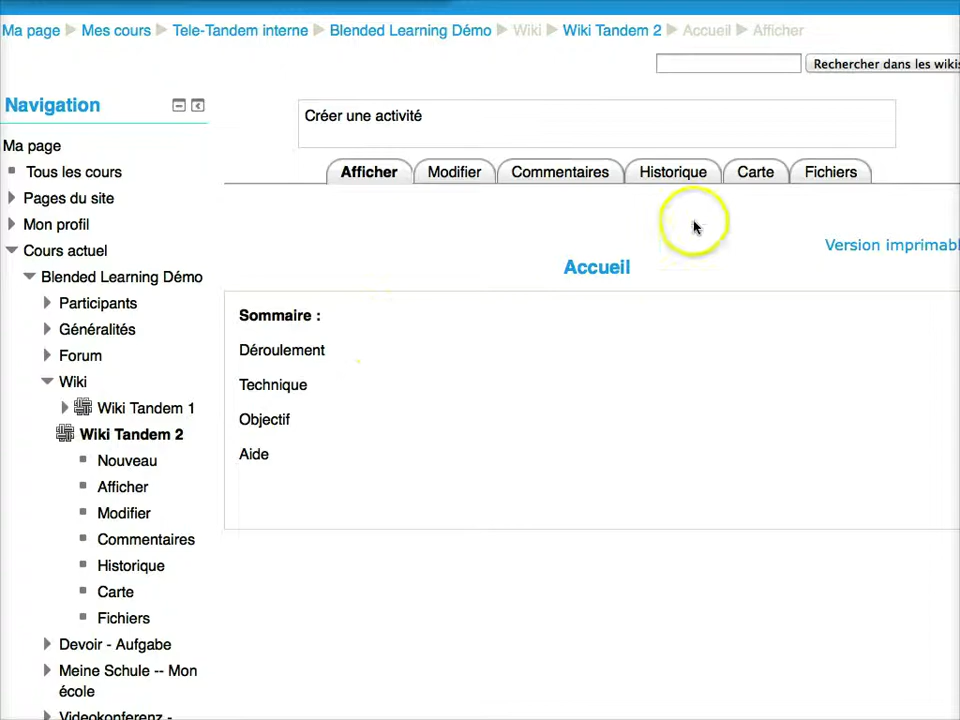 Ma page Mes cours Tele-Tandem interne Blended Learning Démo Wiki Wiki Tandem 2 Accueil Afficher
Rechercher dans les wikis
Navigation
Ma page
Tous les cours
Pages du site
Mon profil
Cours actuel
Blended Learning Démo
Participants
Généralités
Forum
Wiki
Wiki Tandem 1
Wiki Tandem 2
Nouveau
Afficher
Modifier
Commentaires
Historique
Carte
Fichiers
Devoir - Aufgabe
Meine Schule -- Mon
école
Videokonferenz -
Créer une activité
Afficher Modifier Commentaires Historique Carte Fichiers
Version imprimabl
Accueil
Sommaire :
Déroulement
Technique
Objectif
Aide